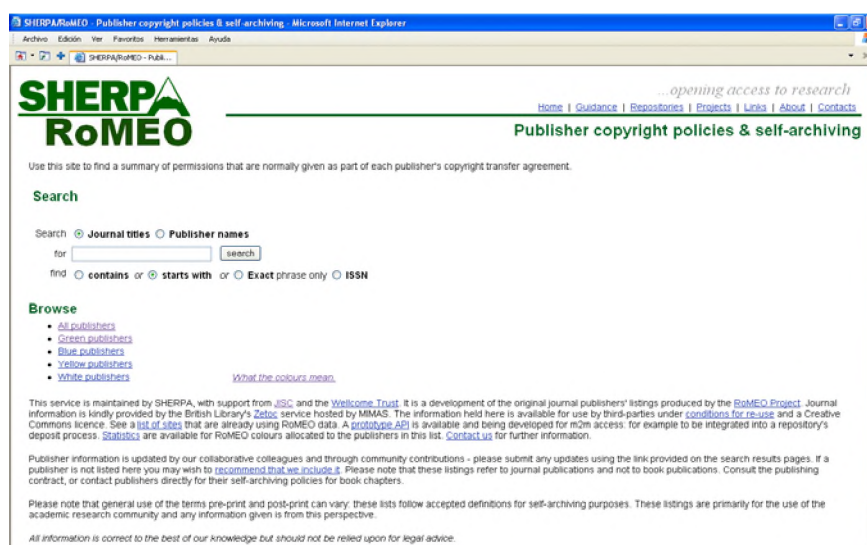 SHERPA/RoMEO - Publisher copyright policies & self-archiving - Microsoft Internet Explorer
Archivo Edición Ver Favoritos Herramientas Ayuda
SHERPA/RoMEO - Publi...
SHERPA
RoMEO
...opening access to research
Home | Guidance | Repositories | Projects | Links | About | Contacts
Publisher copyright policies & self-archiving
Use this site to find a summary of permissions that are normally given as part of each publisher's copyright transfer agreement.
Search
Search Journal titles Publisher names
for search
find contains or starts with or Exact phrase only ISSN
Browse
All publishers
Green publishers
Blue publishers
Yellow publishers
White publishers What the colours mean.
This service is maintained by SHERPA, with support from JISC and the Wellcome Trust. It is a development of the original journal publishers' listings produced by the RoMEO Project. Journal
information is kindly provided by the British Library's Zetoc service hosted by MIMAS. The information held here is available for use by third-parties under conditions for re-use and a Creative
Commons licence. See a list of sites that are already using RoMEO data. A prototype API is available and being developed for m2m access: for example to be integrated into a repository's
deposit process. Statistics are available for RoMEO colours allocated to the publishers in this list. Contact us for further information.
Publisher information is updated by our collaborative colleagues and through community contributions - please submit any updates using the link provided on the search results pages. If a
publisher is not listed here you may wish to recommend that we include it. Please note that these listings refer to journal publications and not to book publications. Consult the publishing
contract, or contact publishers directly for their self-archiving policies for book chapters.
Please note that general use of the terms pre-print and post-print can vary: these lists follow accepted definitions for self-archiving purposes. These listings are primarily for the use of the
academic research community and any information given is from this perspective.
All information is correct to the best of our knowledge but should not be relied upon for legal advice.